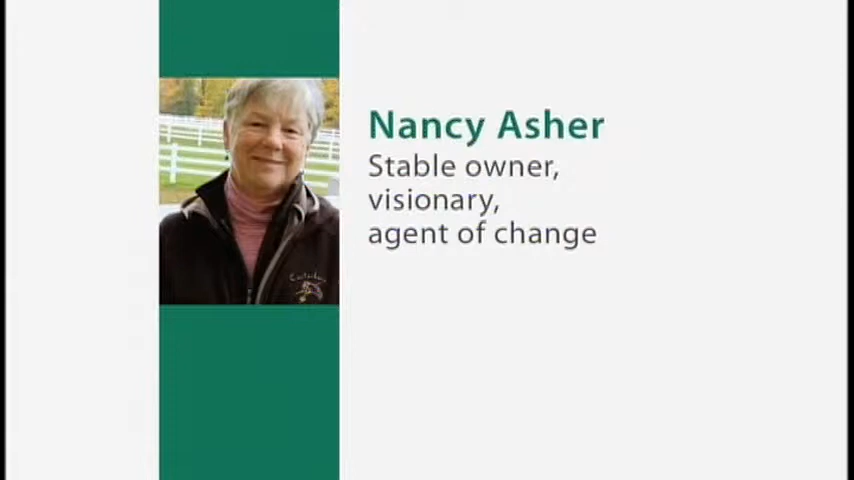 Nancy Asher
Stable owner,
visionary,
agent of change